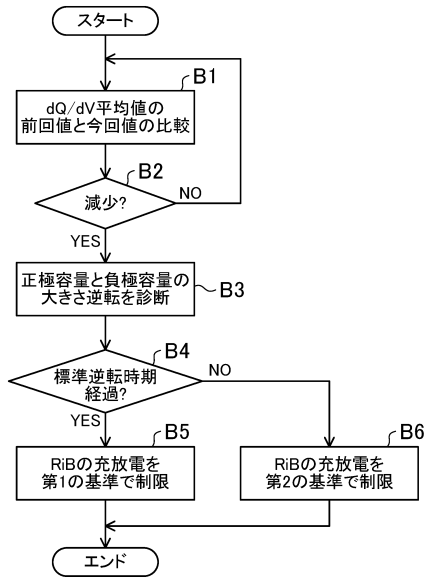 スタート
B1
dQ/dV平均値の
前回値と今回値の比較
B2
減少?
NO
YES
正極容量と負極容量の
大きさ逆転を診断
B3
B4
標準逆転時期
経過?
NO
YES
B5
RiBの充放電を
第1の基準で制限
B6
RiBの充放電を
第2の基準で制限
エンド